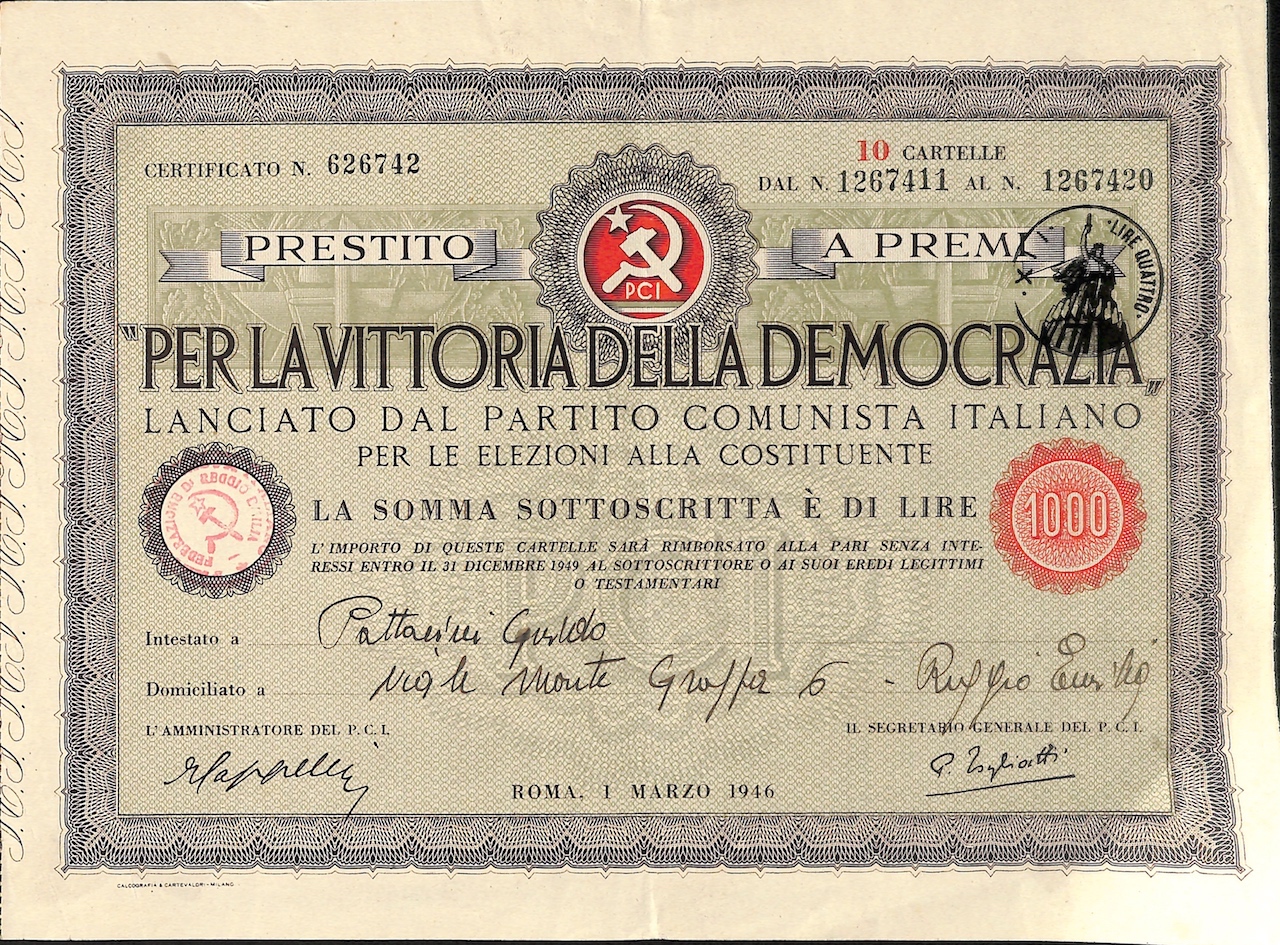 CERTIFICATO N. 626742
10 CARTELLE
DAL N. 1267411 AL N. 1267420
PRESTITO A PREMI
LIRE QUATTRO
PCI
"PER LA VITTORIA DELLA DEMOCRAZIA"
LANCIATO DAL PARTITO COMUNISTA ITALIANO
PER LE ELEZIONI ALLA COSTITUENTE
FEDERAZIONE DI REGGIO EMILIA
LA SOMMA SOTTOSCRITTA È DI LIRE
1000
L'IMPORTO DI QUESTE CARTELLE SARÀ RIMBORSATO ALLA PARI SENZA INTE-
RESSI ENTRO IL 31 DICEMBRE 1949 AL SOTTOSCRITTORE O AI SUOI EREDI LEGITTIMI
O TESTAMENTARI
PCI
Intestato a Pattacini Gueldo
Domiciliato a viale Monte Grappa 6 - Reggio Emilia
L'AMMINISTRATORE DEL P.C.I.
IL SEGRETARIO GENERALE DEL P.C.I.
P. Togliatti
ROMA, 1 MARZO 1946
CALCOGRAFIA & CARTEVALORI - MILANO